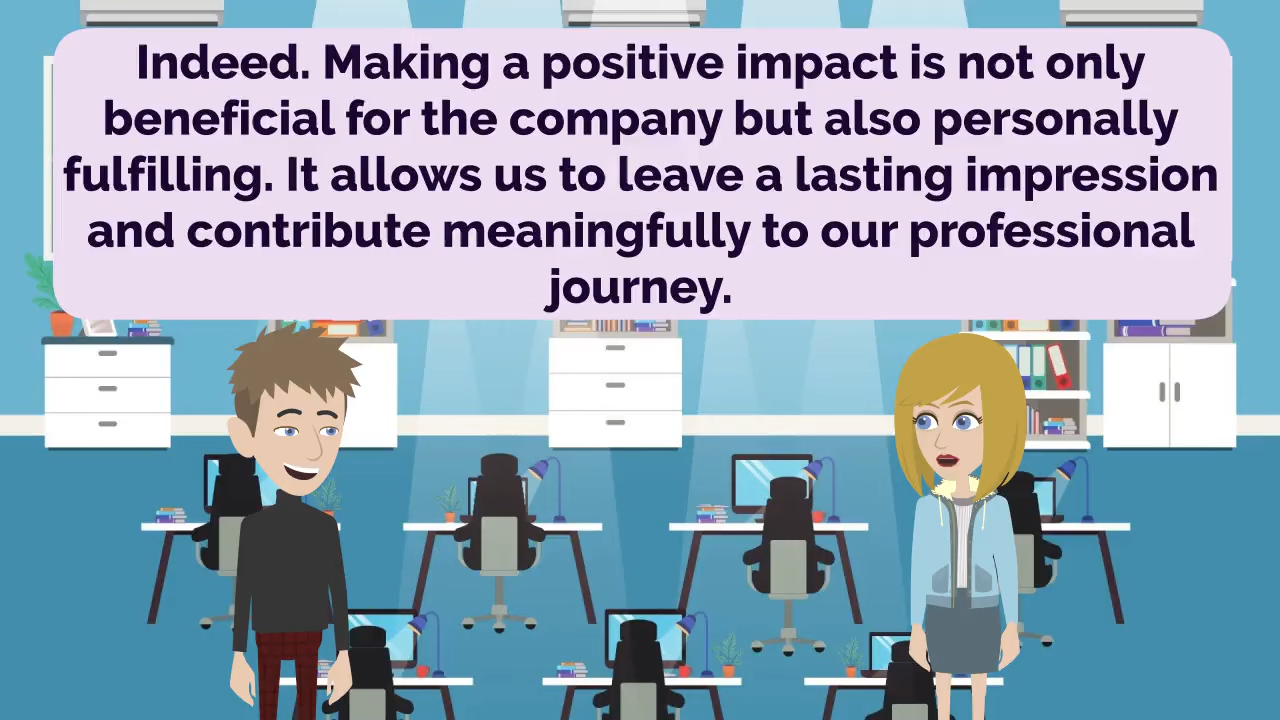 Indeed. Making a positive impact is not only
beneficial for the company but also personally
fulfilling. It allows us to leave a lasting impression
and contribute meaningfully to our professional
journey.